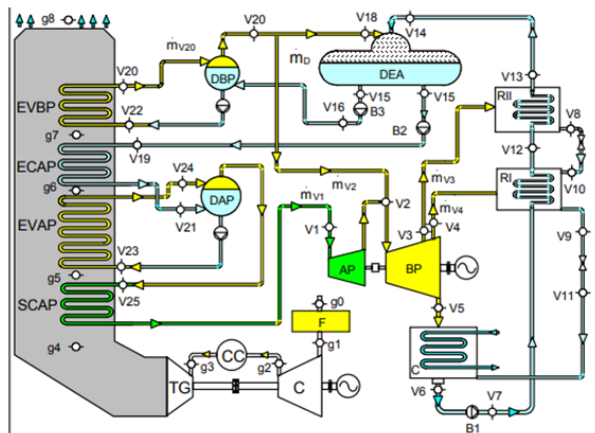 g8
V20
V18
V14
ṁV20
ṁD
V20
DBP
DEA
V13
RII
EVBP
V22
V16
V15
B3
V15
B2
V8
g7
V19
V12
ECAP
V24
ṁV3
RI
V10
g6
DAP
ṁV1
ṁV2
ṁV4
V21
V2
EVAP
V1
V3
V4
V9
V23
g5
V25
AP
BP
V11
SCAP
g0
V5
F
g4
g1
CC
g3
g2
C
V6
V7
TG
C
B1